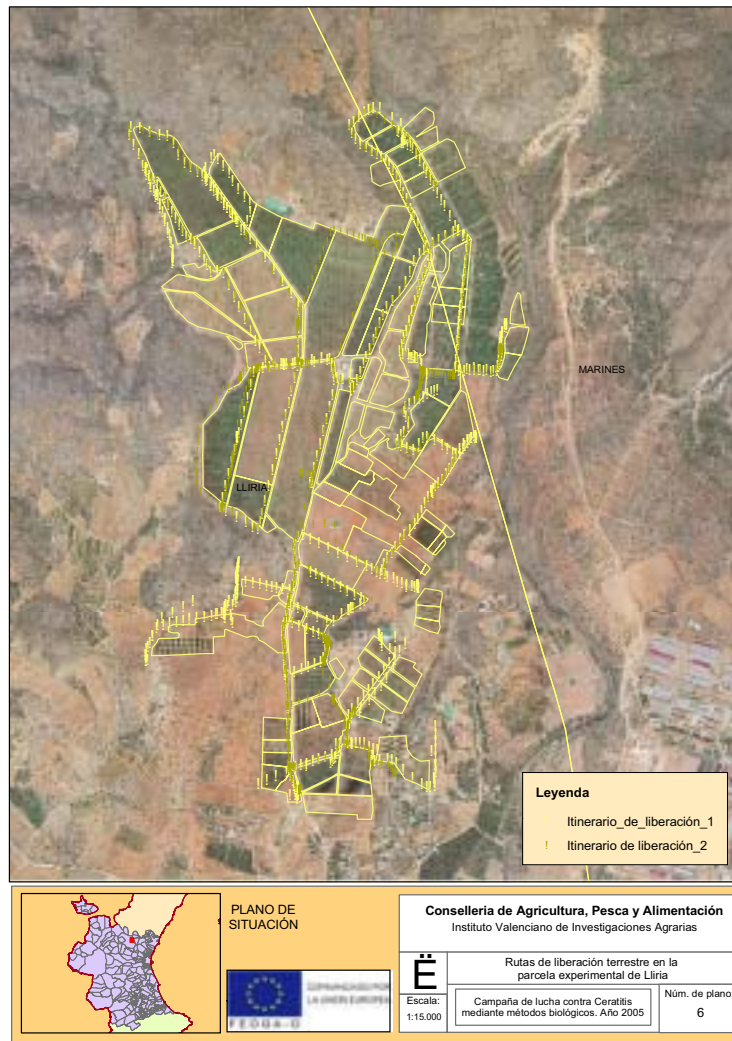 MARINES
LLIRIA
Leyenda
Itinerario_de_liberación_1
! Itinerario de liberación_2
PLANO DE
SITUACIÓN
FEOGA-O
Conselleria de Agricultura, Pesca y Alimentación
Instituto Valenciano de Investigaciones Agrarias
Ë
Escala:
1:15.000
Rutas de liberación terrestre en la
parcela experimental de Lliria
Campaña de lucha contra Ceratitis
mediante métodos biológicos. Año 2005
Núm. de plano:
6